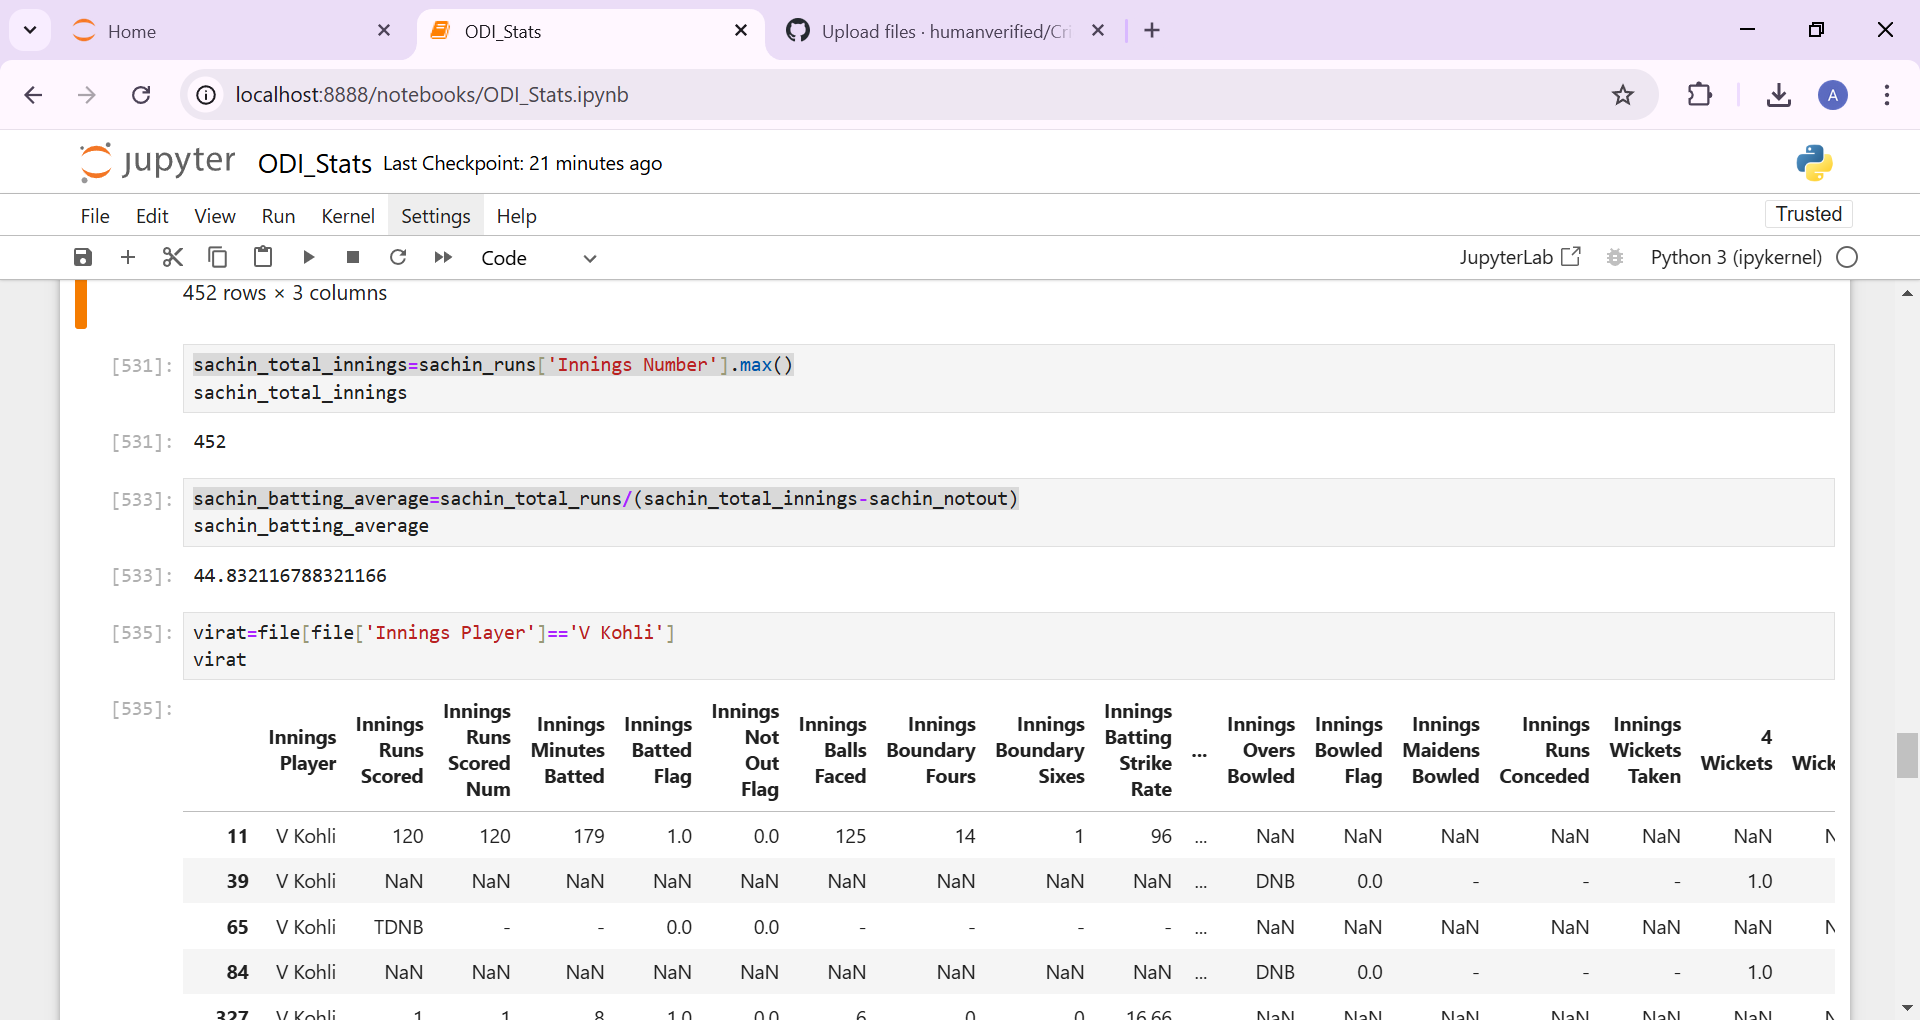 Home
ODI_Stats
Upload files · humanverified/Cri
localhost:8888/notebooks/ODI_Stats.ipynb
A
jupyter ODI_Stats Last Checkpoint: 21 minutes ago
File Edit View Run Kernel Settings Help
Trusted
Code
JupyterLab Python 3 (ipykernel)
452 rows × 3 columns
[531]: sachin_total_innings=sachin_runs['Innings Number'].max()
sachin_total_innings
[531]: 452
[533]: sachin_batting_average=sachin_total_runs/(sachin_total_innings-sachin_notout)
sachin_batting_average
[533]: 44.832116788321166
[535]: virat=file[file['Innings Player']=='V Kohli']
virat
[535]:
Innings Player Innings Runs Scored Innings Runs Scored Num Innings Minutes Batted Innings Batted Flag Innings Not Out Flag Innings Balls Faced Innings Boundary Fours Innings Boundary Sixes Innings Batting Strike Rate ... Innings Overs Bowled Innings Bowled Flag Innings Maidens Bowled Innings Runs Conceded Innings Wickets Taken 4 Wickets Wick
11 V Kohli 120 120 179 1.0 0.0 125 14 1 96 ... NaN NaN NaN NaN NaN NaN N
39 V Kohli NaN NaN NaN NaN NaN NaN NaN NaN NaN ... DNB 0.0 - - - 1.0
65 V Kohli TDNB - - 0.0 0.0 - - - - ... NaN NaN NaN NaN NaN NaN N
84 V Kohli NaN NaN NaN NaN NaN NaN NaN NaN NaN ... DNB 0.0 - - - 1.0
327 V Kohli 1 1 8 1.0 0.0 6 0 0 16.66 ... NaN NaN NaN NaN NaN NaN N